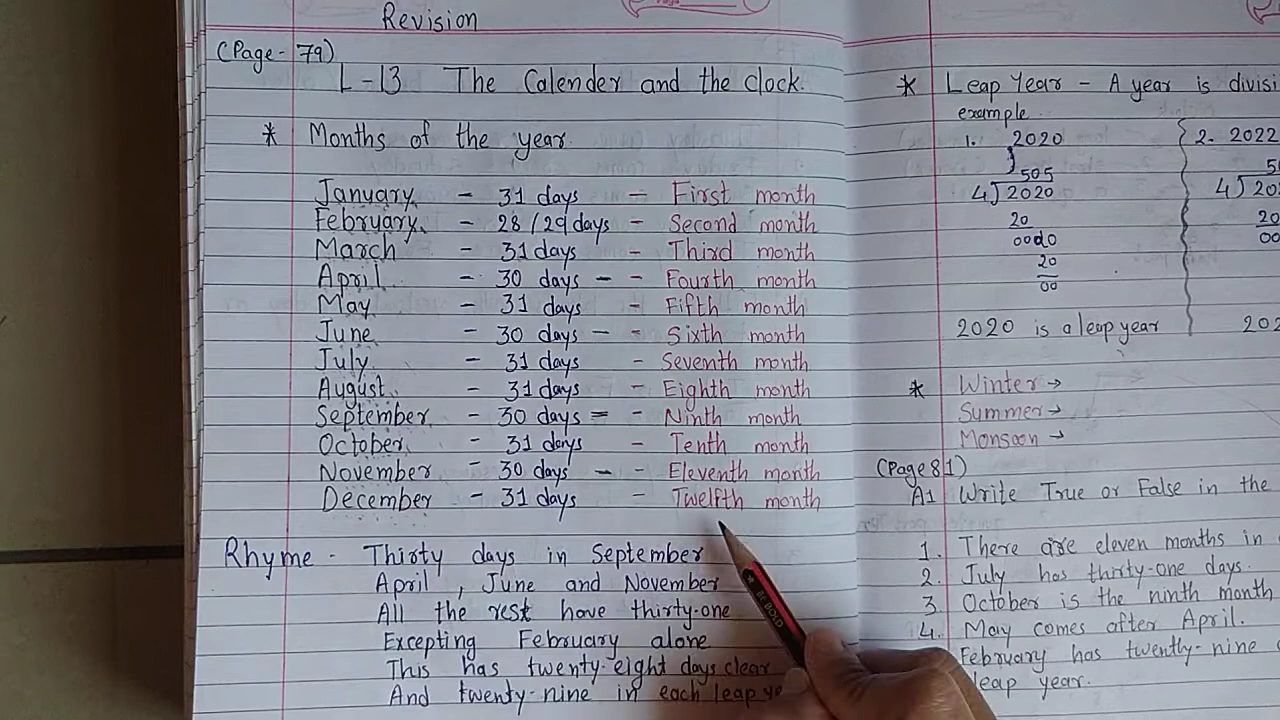 Revision
(Page-79)
L-13 The Calender and the clock.
* Months of the year
January - 31 days - First month
February - 28/29 days - Second month
March - 31 days - Third month
April - 30 days - Fourth month
May - 31 days - Fifth month
June - 30 days - Sixth month
July - 31 days - Seventh month
August - 31 days - Eighth month
September - 30 days = - Ninth month
October - 31 days - Tenth month
November - 30 days - Eleventh month
December - 31 days - Twelfth month
Rhyme - Thirty days in September
April, June and November
All the rest have thirty-one
Excepting February alone
This has twenty-eight days clear
And twenty-nine in each leap
* Leap Year - A year is
example
1. 2020
505
4)2020
20
0020
20
00
2020 is a leap year
2. 2022
4)
20
00
* Winter →
Summer →
Monsoon →
(Page 81)
A1 Write True or False in the
1. There are eleven months in
2. July has thirty-one days.
3. October is the ninth month
4. May comes after April.
February has twently-nine
leap year.
BE BOLD